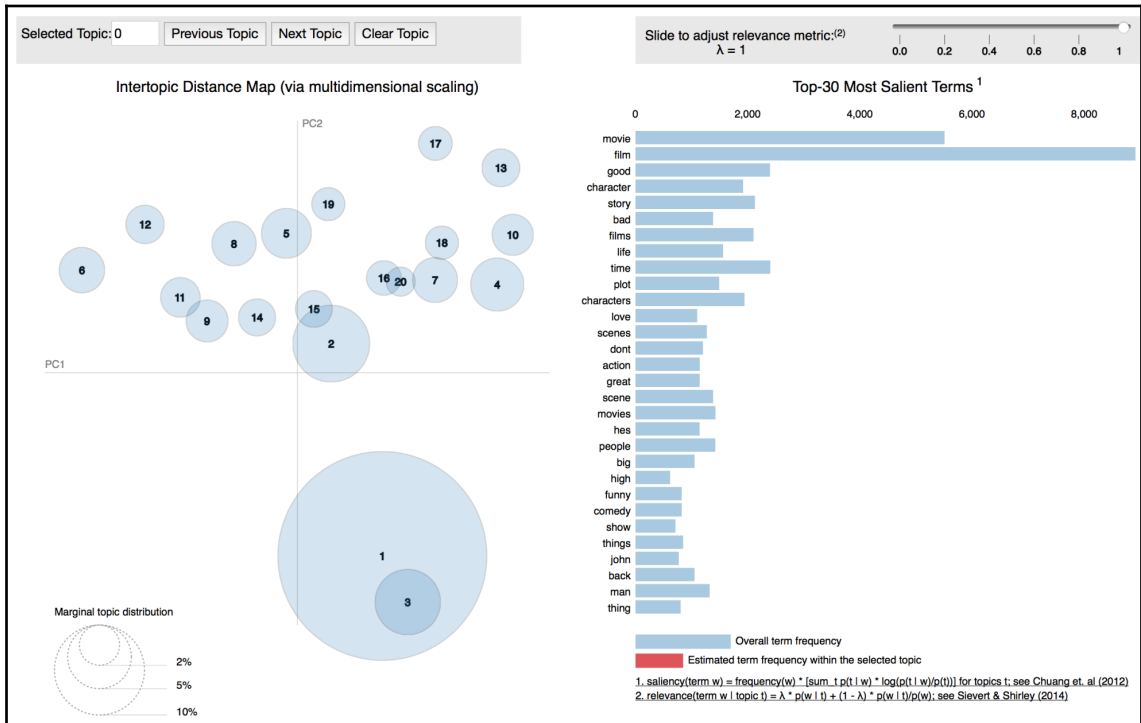 Selected Topic: 0 Previous Topic Next Topic Clear Topic
Slide to adjust relevance metric:(2)
λ = 1
0.0 0.2 0.4 0.6 0.8 1
Intertopic Distance Map (via multidimensional scaling)
PC2
PC1
17
13
19
12
5
10
8
18
6
16
20
7
4
11
15
9
14
2
1
3
Marginal topic distribution
2%
5%
10%
Top-30 Most Salient Terms 1
0 2,000 4,000 6,000 8,000
movie
film
good
character
story
bad
films
life
time
plot
characters
love
scenes
dont
action
great
scene
movies
hes
people
big
high
funny
comedy
show
things
john
back
man
thing
Overall term frequency
Estimated term frequency within the selected topic
1. saliency(term w) = frequency(w) * [sum_t p(t | w) * log(p(t | w)/p(t))] for topics t; see Chuang et. al (2012)
2. relevance(term w | topic t) = λ * p(w | t) + (1 - λ) * p(w | t)/p(w); see Sievert & Shirley (2014)